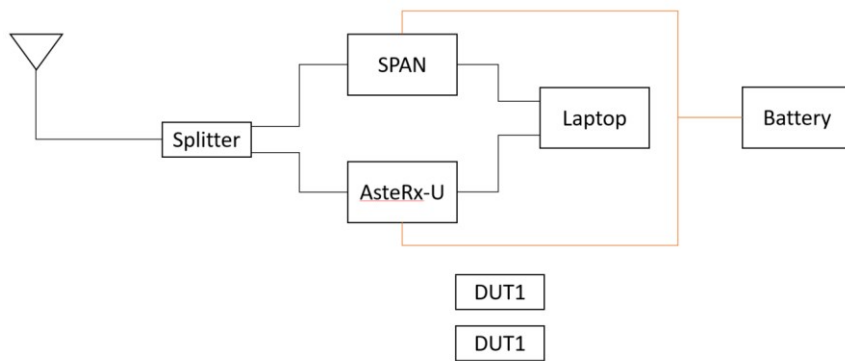 SPAN
Splitter
Laptop
Battery
AsteRx-U
DUT1
DUT1